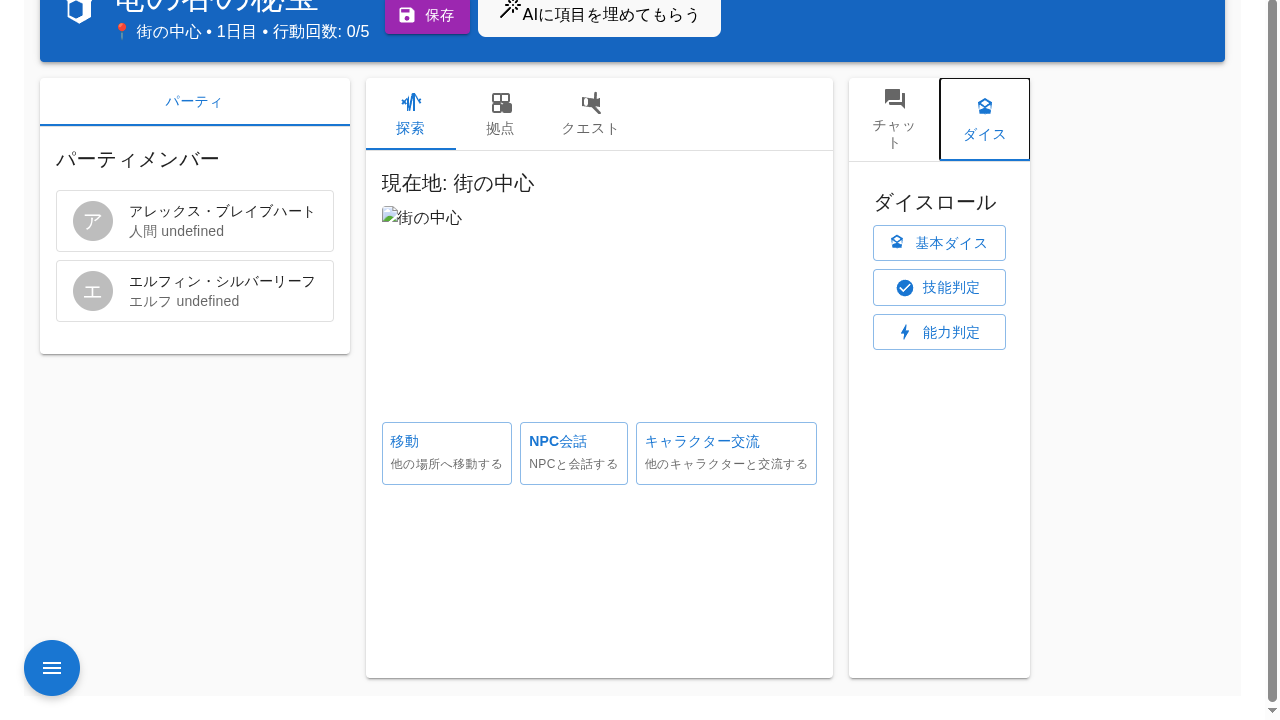 竜の谷の秘宝
📍 街の中心 • 1日目 • 行動回数: 0/5
保存
AIに項目を埋めてもらう
パーティ
パーティメンバー
ア
アレックス・ブレイブハート
人間 undefined
エ
エルフィン・シルバーリーフ
エルフ undefined
探索
拠点
クエスト
現在地: 街の中心
街の中心
移動
他の場所へ移動する
NPC会話
NPCと会話する
キャラクター交流
他のキャラクターと交流する
チャッ
ト
ダイス
ダイスロール
基本ダイス
技能判定
能力判定